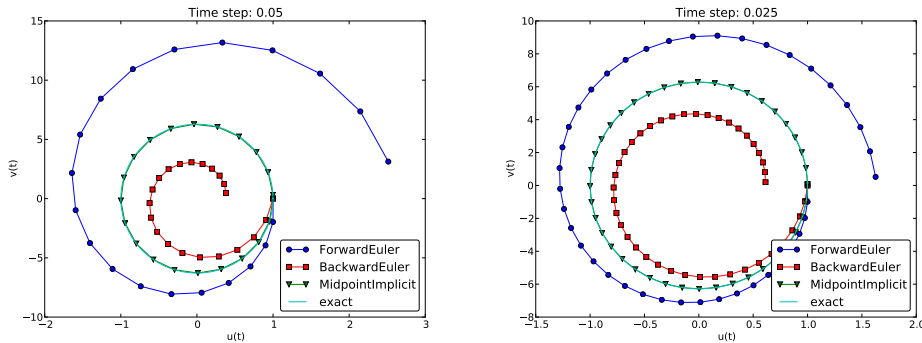 Time step: 0.05
15
10
5
0
−5
−10
−2
−1
0
1
2
3
v(t)
u(t)
ForwardEuler
BackwardEuler
MidpointImplicit
exact
Time step: 0.025
10
8
6
4
2
0
−2
−4
−6
−8
−1.5
−1.0
−0.5
0.0
0.5
1.0
1.5
2.0
v(t)
u(t)
ForwardEuler
BackwardEuler
MidpointImplicit
exact